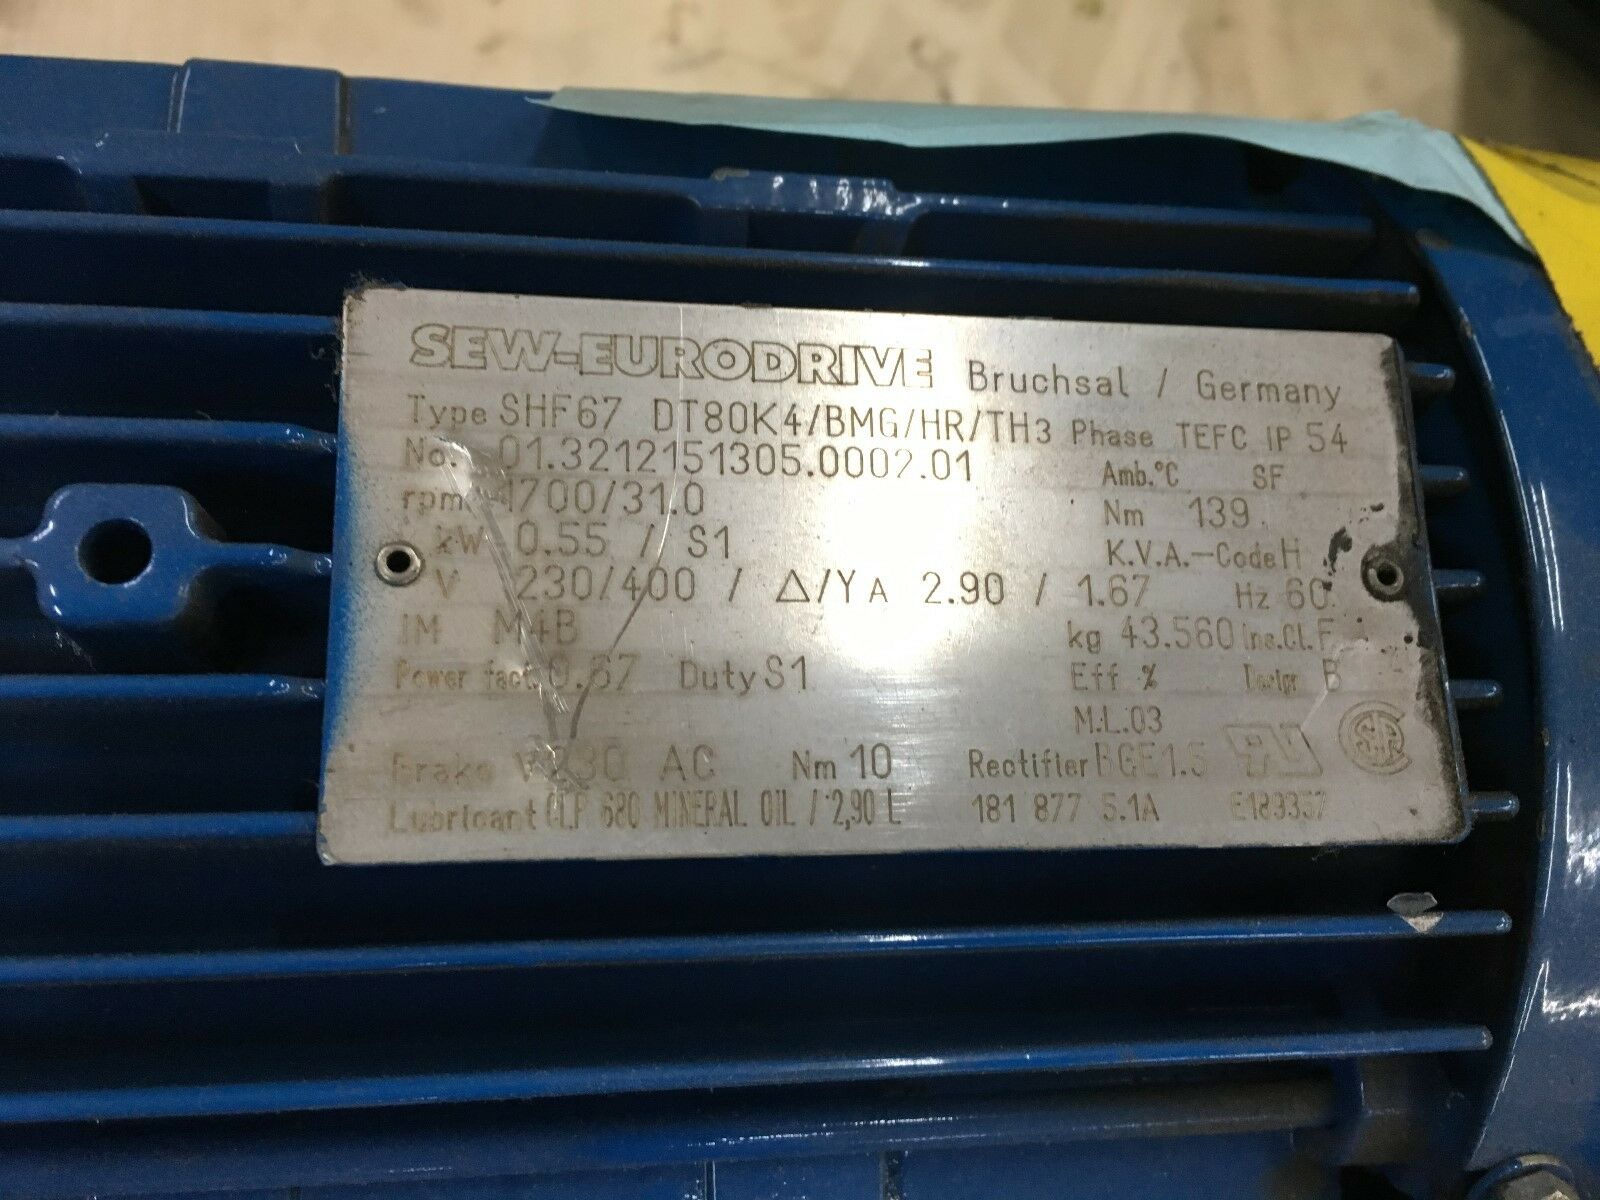 SEW-EURODRIVE Bruchsal / Germany
Type SHF67 DT80K4/BMG/HR/TH 3 Phase TEFC IP 54
No. 01.3212151305.0002.01 Amb.°C SF
rpm 1700/31.0 Nm 139
kW 0.55 / S1 K.V.A.-Code H
V 230/400 / Δ/Y A 2.90 / 1.67 Hz 60
IM M4B kg 43.560 Ins.Cl. F
Power fact. 0.67 Duty S1 Eff % Design B
M.L.03
Brake V 230 AC Nm 10 Rectifier BGE1.5
Lubricant CLP 680 MINERAL OIL / 2,90 L 181 877 5.1A E189357